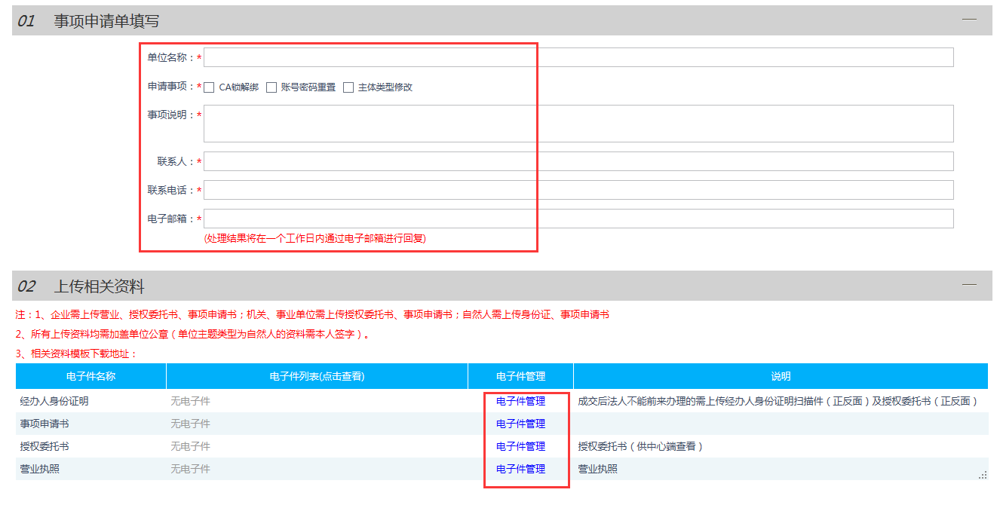 01 事项申请单填写
单位名称：*
申请事项：* CA锁解绑 账号密码重置 主体类型修改
事项说明：*
联系人：*
联系电话：*
电子邮箱：*
(处理结果将在一个工作日内通过电子邮箱进行回复)
02 上传相关资料
注：1、企业需上传营业、授权委托书、事项申请书；机关、事业单位需上传授权委托书、事项申请书；自然人需上传身份证、事项申请书
2、所有上传资料均需加盖单位公章（单位主题类型为自然人的资料需本人签字）。
3、相关资料模板下载地址：
电子件名称 电子件列表(点击查看) 电子件管理 说明
经办人身份证明 无电子件 电子件管理 成交后法人不能前来办理的需上传经办人身份证明扫描件（正反面）及授权委托书（正反面）
事项申请书 无电子件 电子件管理
授权委托书 无电子件 电子件管理 授权委托书（供中心端查看）
营业执照 无电子件 电子件管理 营业执照